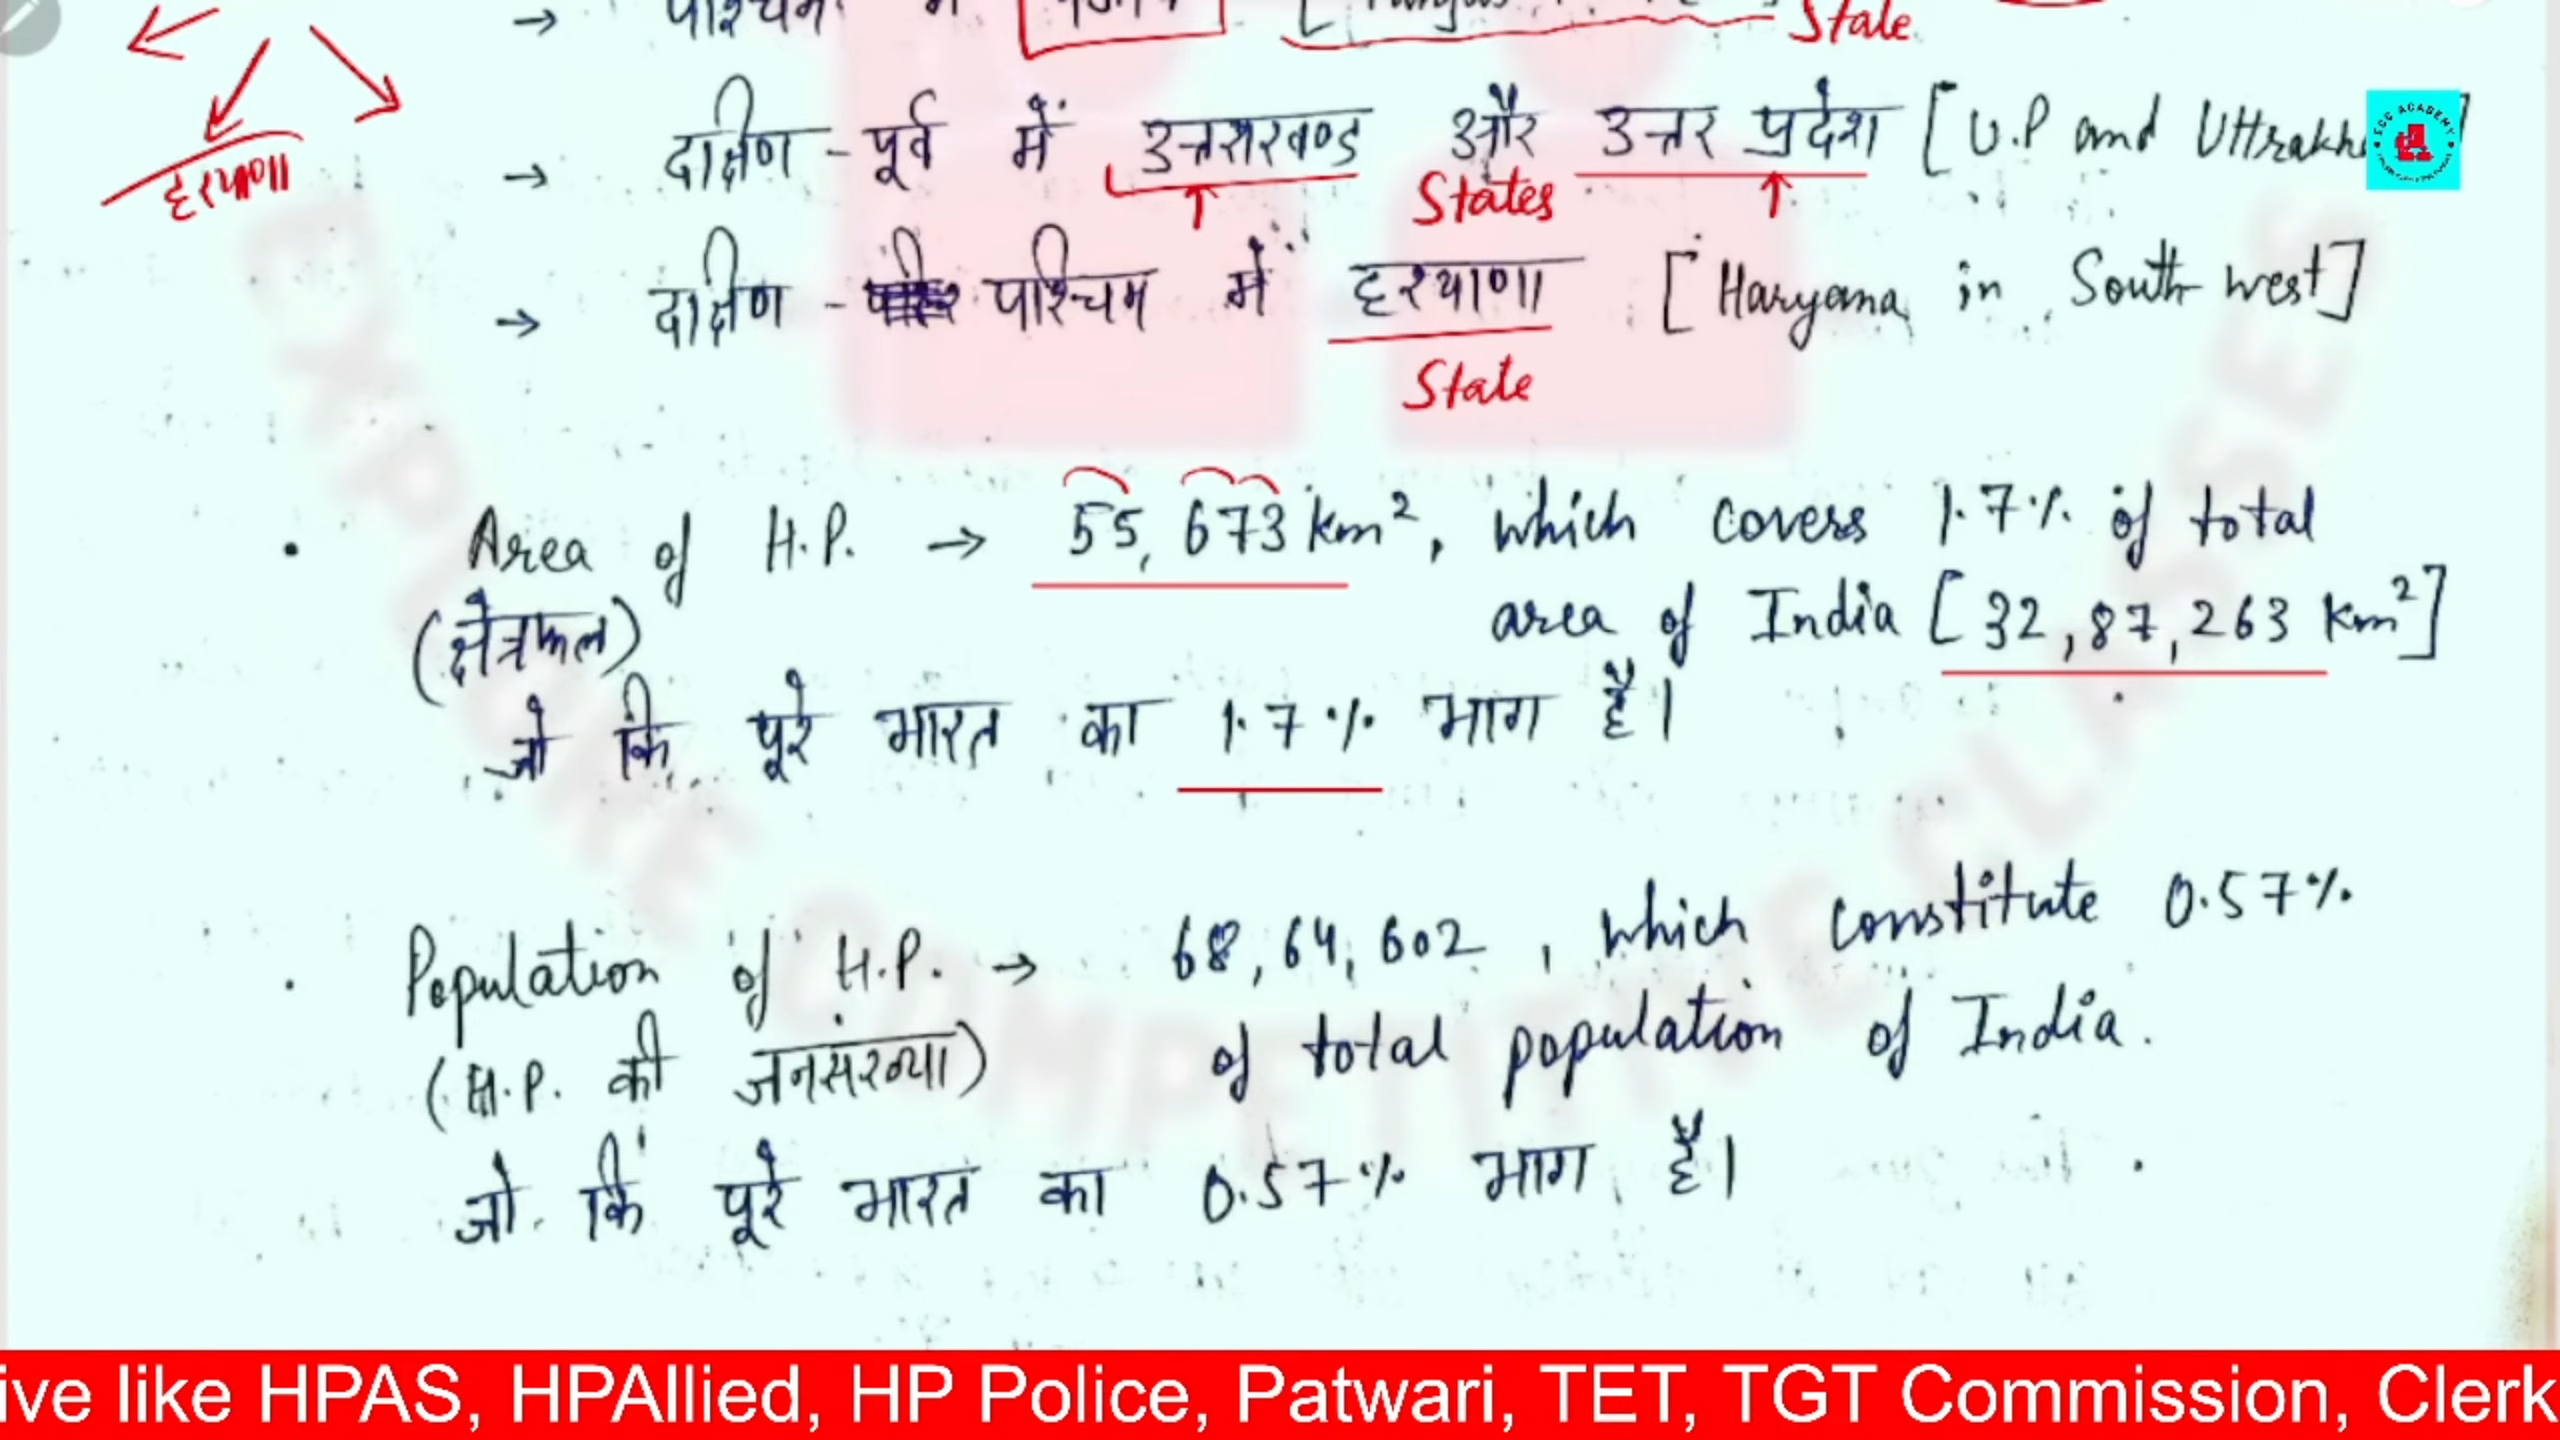 → पश्चिम में पंजाब State
→ दक्षिण-पूर्व में उत्तराखण्ड और उत्तर प्रदेश [U.P and Uttrakh
हरयाणा
States
→ दक्षिण - पश्चिम में हरयाणा [Haryana in South west]
State
. Area of H.P. → 55,673 km², which covers 1.7% of total
(क्षेत्रफल) area of India [32,87,263 km²]
जो कि पूरे भारत का 1.7% भाग है।
. Population of H.P. → 68,64,602, which constitute 0.57%
(H.P. की जनसंख्या) of total population of India.
जो कि पूरे भारत का 0.57% भाग है।
ive like HPAS, HPAllied, HP Police, Patwari, TET, TGT Commission, Clerk